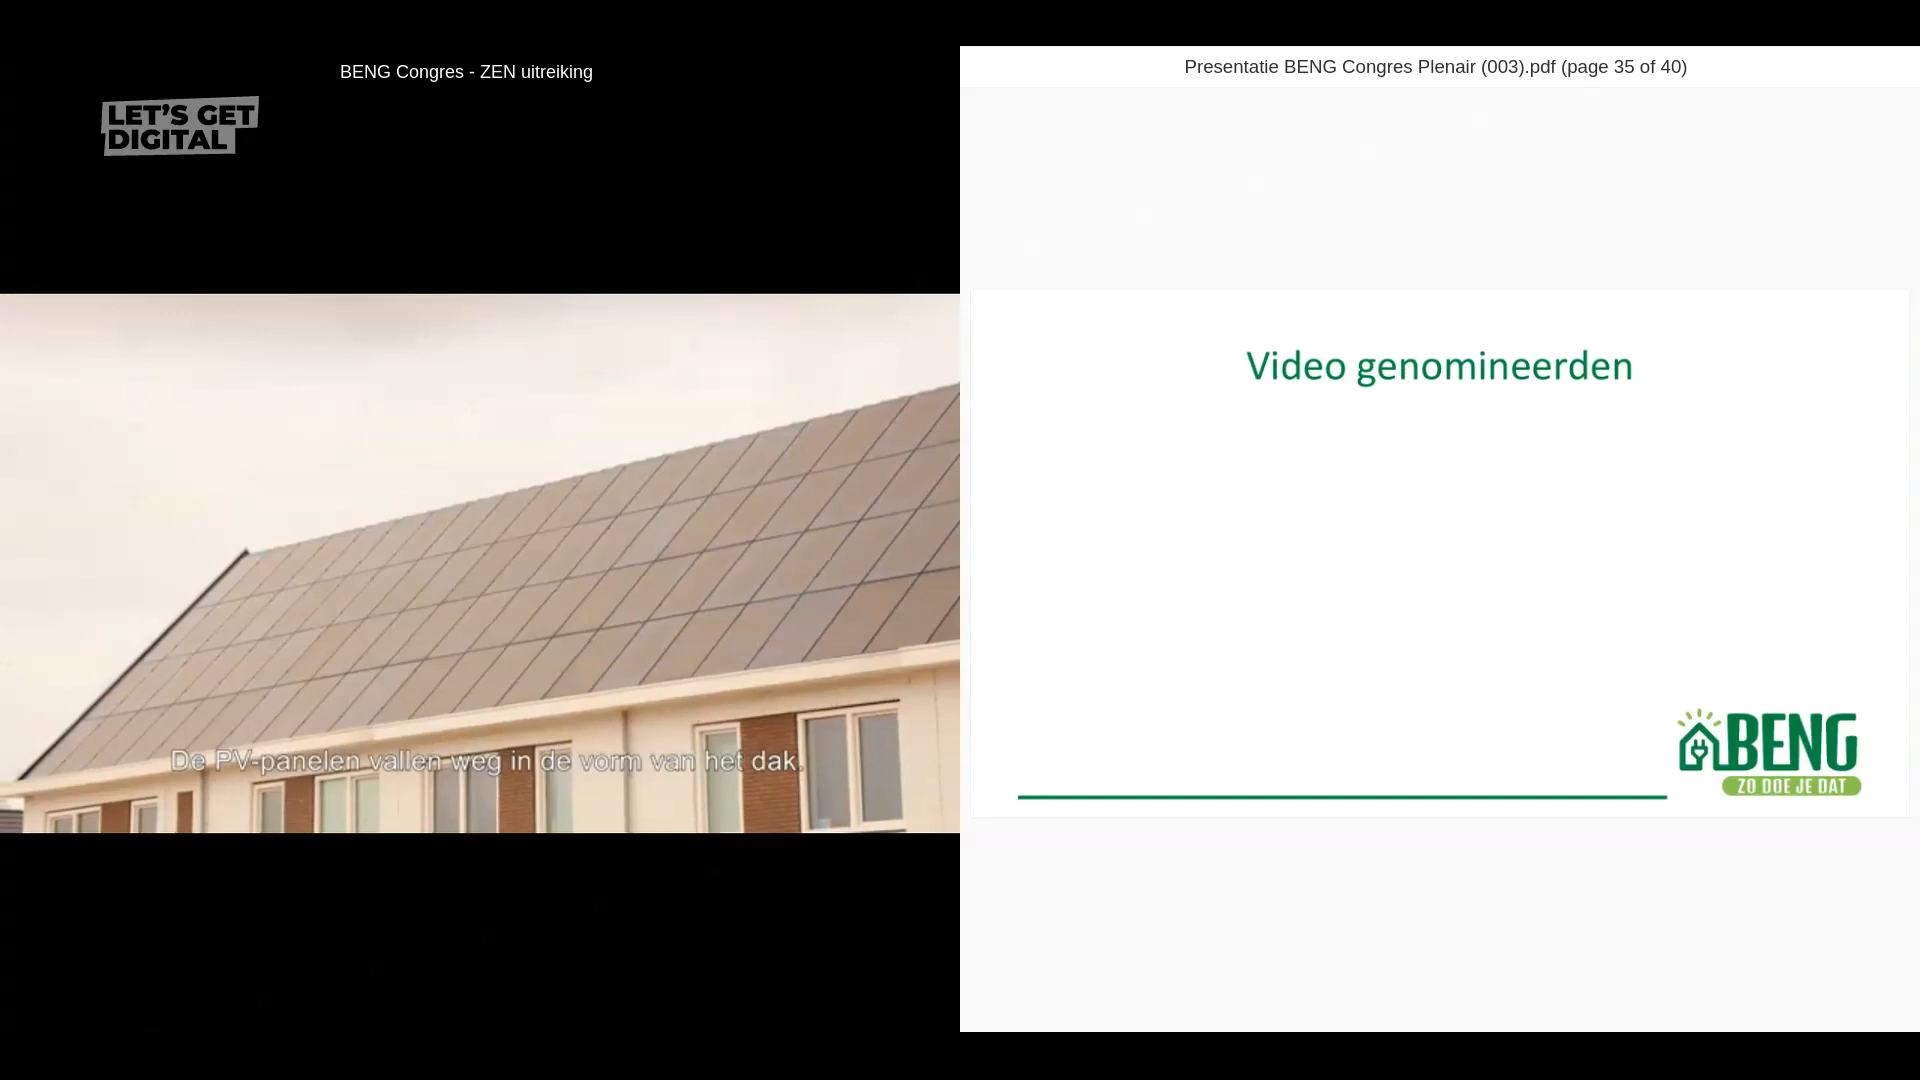 BENG Congres - ZEN uitreiking
LET'S GET
DIGITAL
De PV-panelen vallen weg in de vorm van het dak.
Presentatie BENG Congres Plenair (003).pdf (page 35 of 40)
Video genomineerden
BENG
ZO DOE JE DAT